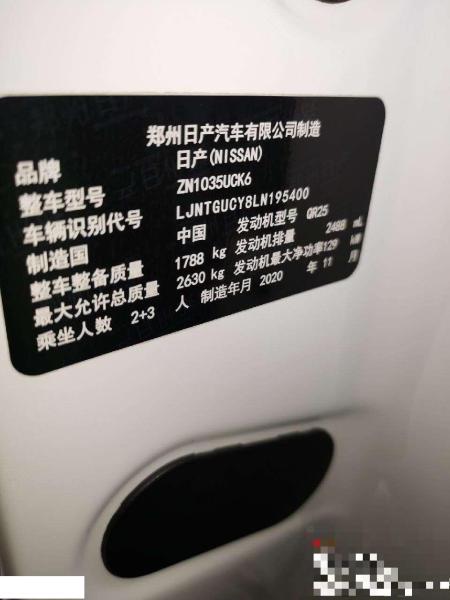 郑州日产汽车有限公司制造
品牌 日产(NISSAN)
整车型号 ZN1035UCK6
车辆识别代号 LJNTGUCY8LN195400
制造国 中国 发动机型号 QR25
整车整备质量 1788 kg 发动机排量 2488 mL
最大允许总质量 2630 kg 发动机最大净功率129 kW
乘坐人数 2+3 人 制造年月 2020 年 11 月